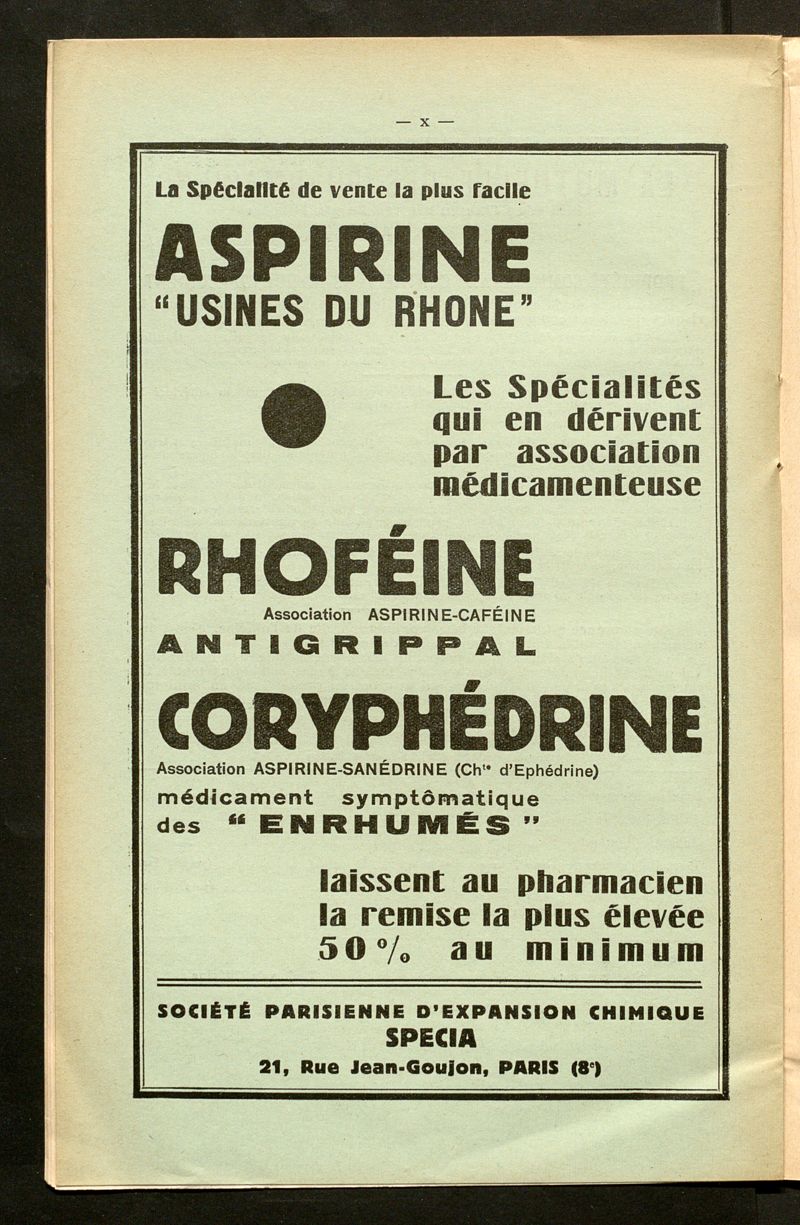 — x —
La Spécialité de vente la plus facile
ASPIRINE
“USINES DU RHONE”
Les Spécialités
qui en dérivent
par association
médicamenteuse
RHOFÉINE
Association ASPIRINE-CAFÉINE
ANTIGRIPPAL
CORYPHÉDRINE
Association ASPIRINE-SANÉDRINE (Chte d'Ephédrine)
médicament symptômatique
des “ENRHUMÉS”
laissent au pharmacien
la remise la plus élevée
50 % au minimum
SOCIÉTÉ PARISIENNE D'EXPANSION CHIMIQUE
SPECIA
21, Rue Jean-Goujon, PARIS (8e)